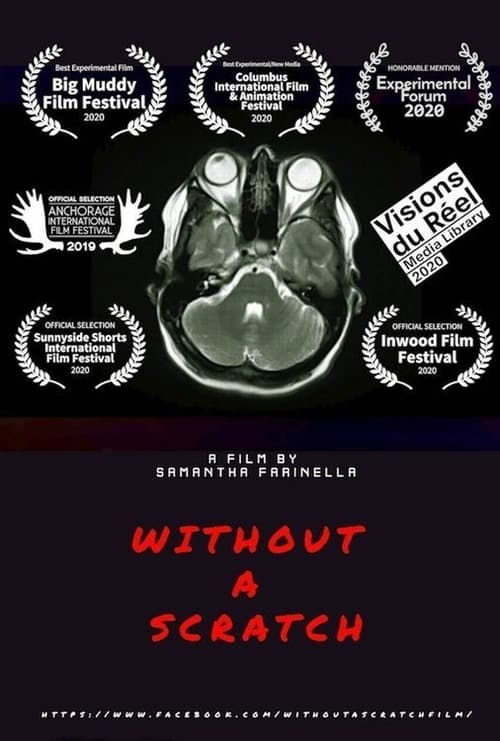 Best Experimental Film
Big Muddy
Film Festival
2020
Best Experimental/New Media
Columbus
International Film
& Animation
Festival
2020
HONORABLE MENTION
Experimental
Forum
2020
OFFICIAL SELECTION
ANCHORAGE
INTERNATIONAL
FILM FESTIVAL
2019
Visions
du Réel
Media Library
2020
OFFICIAL SELECTION
Sunnyside Shorts
International
Film Festival
2020
OFFICIAL SELECTION
Inwood Film
Festival
2020
A FILM BY
SAMANTHA FARINELLA
WITHOUT
A
SCRATCH
HTTPS://WWW.FACEBOOK.COM/WITHOUTASCRATCHFILM/